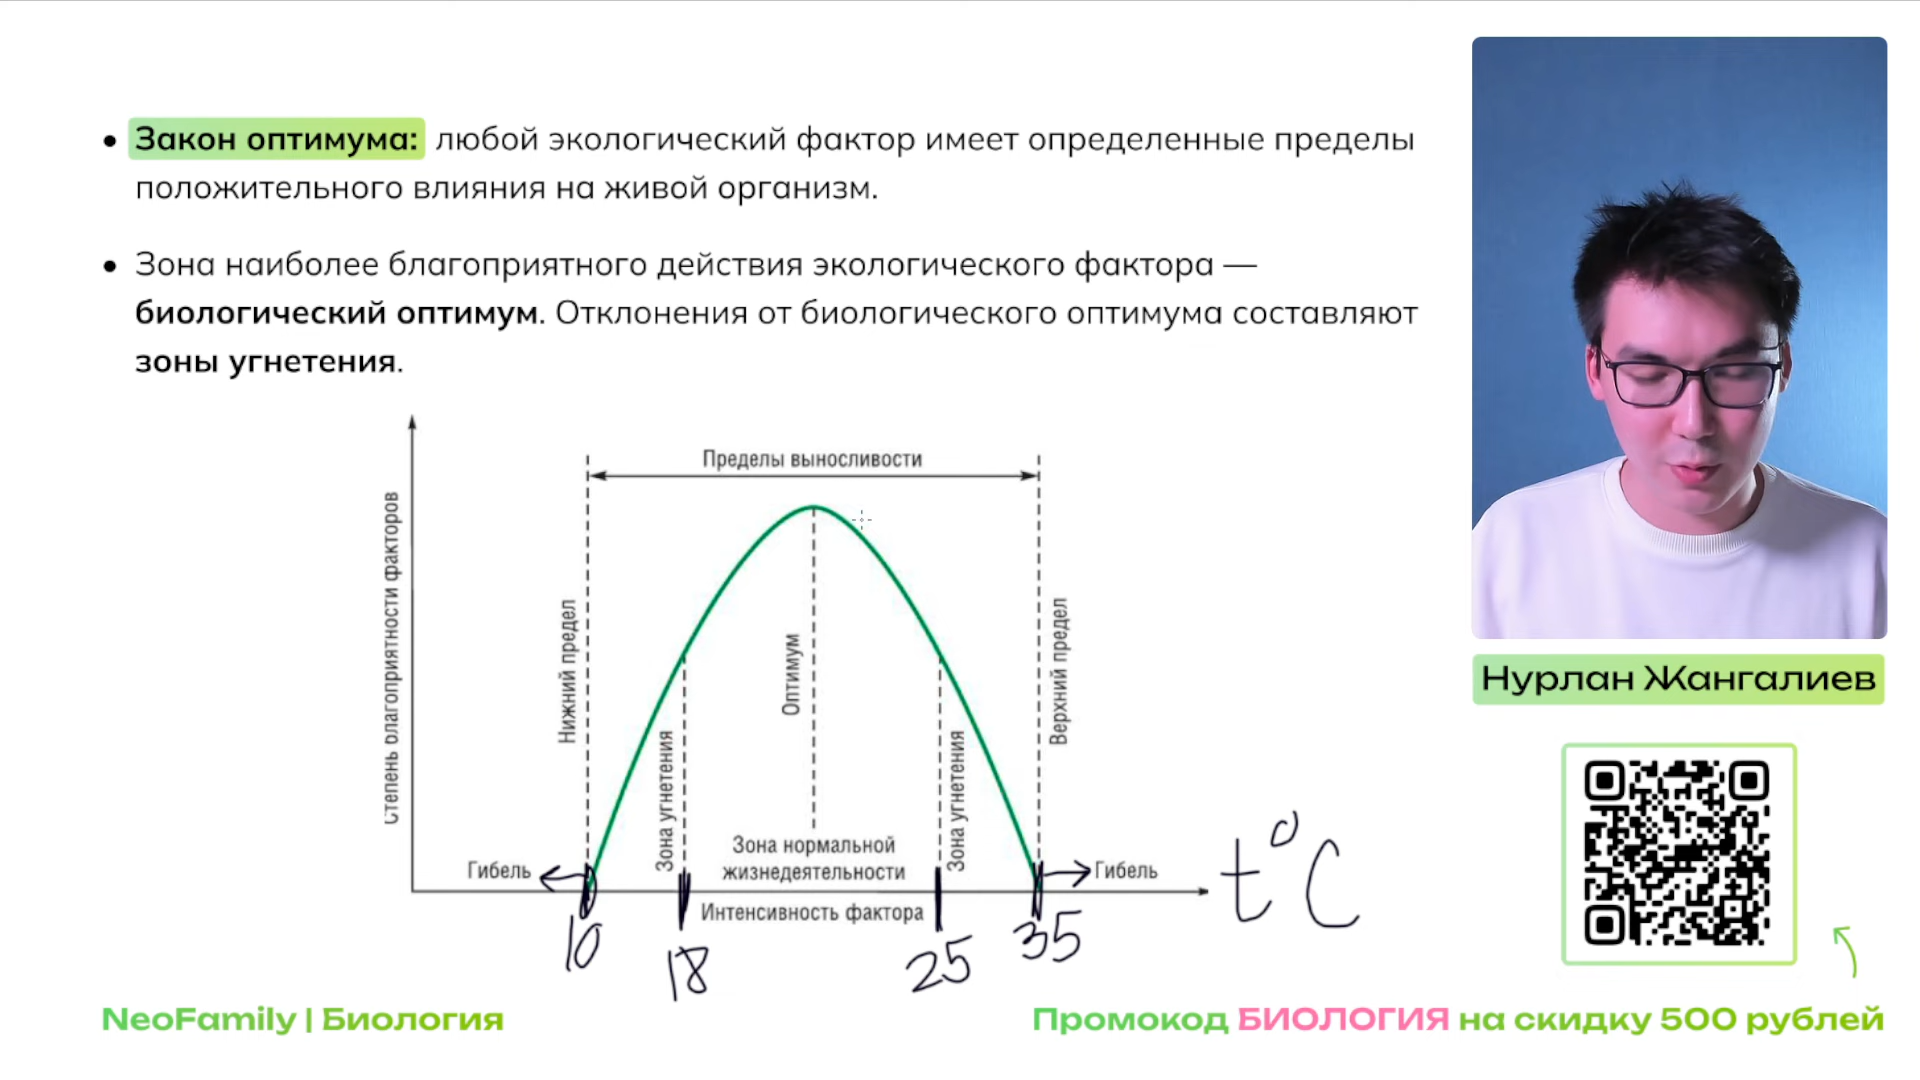 Закон оптимума: любой экологический фактор имеет определенные пределы
положительного влияния на живой организм.
Зона наиболее благоприятного действия экологического фактора —
биологический оптимум. Отклонения от биологического оптимума составляют
зоны угнетения.
Степень благоприятности факторов
Пределы выносливости
Нижний предел
Зона угнетения
Оптимум
Зона угнетения
Верхний предел
Зона нормальной
жизнедеятельности
Гибель
Гибель
Интенсивность фактора
10
18
25
35
t°C
Нурлан Жангалиев
NeoFamily | Биология
Промокод БИОЛОГИЯ на скидку 500 рублей